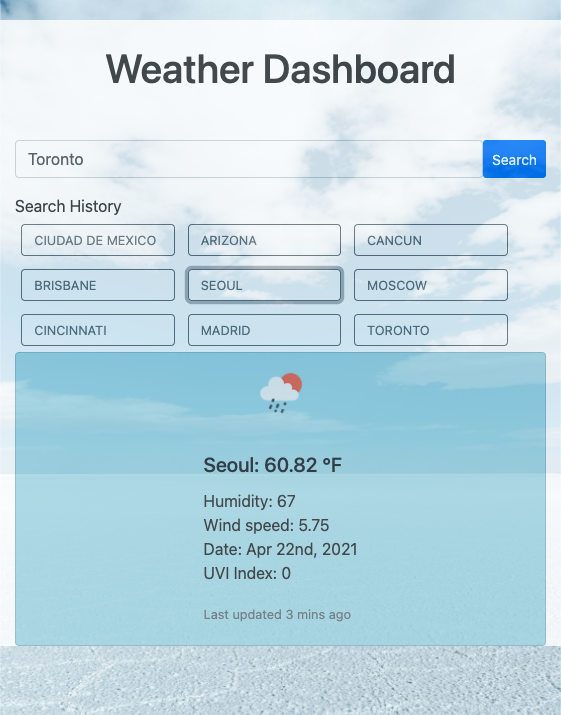 Weather Dashboard
Toronto
Search
Search History
CIUDAD DE MEXICO
ARIZONA
CANCUN
BRISBANE
SEOUL
MOSCOW
CINCINNATI
MADRID
TORONTO
Seoul: 60.82 °F
Humidity: 67
Wind speed: 5.75
Date: Apr 22nd, 2021
UVI Index: 0
Last updated 3 mins ago